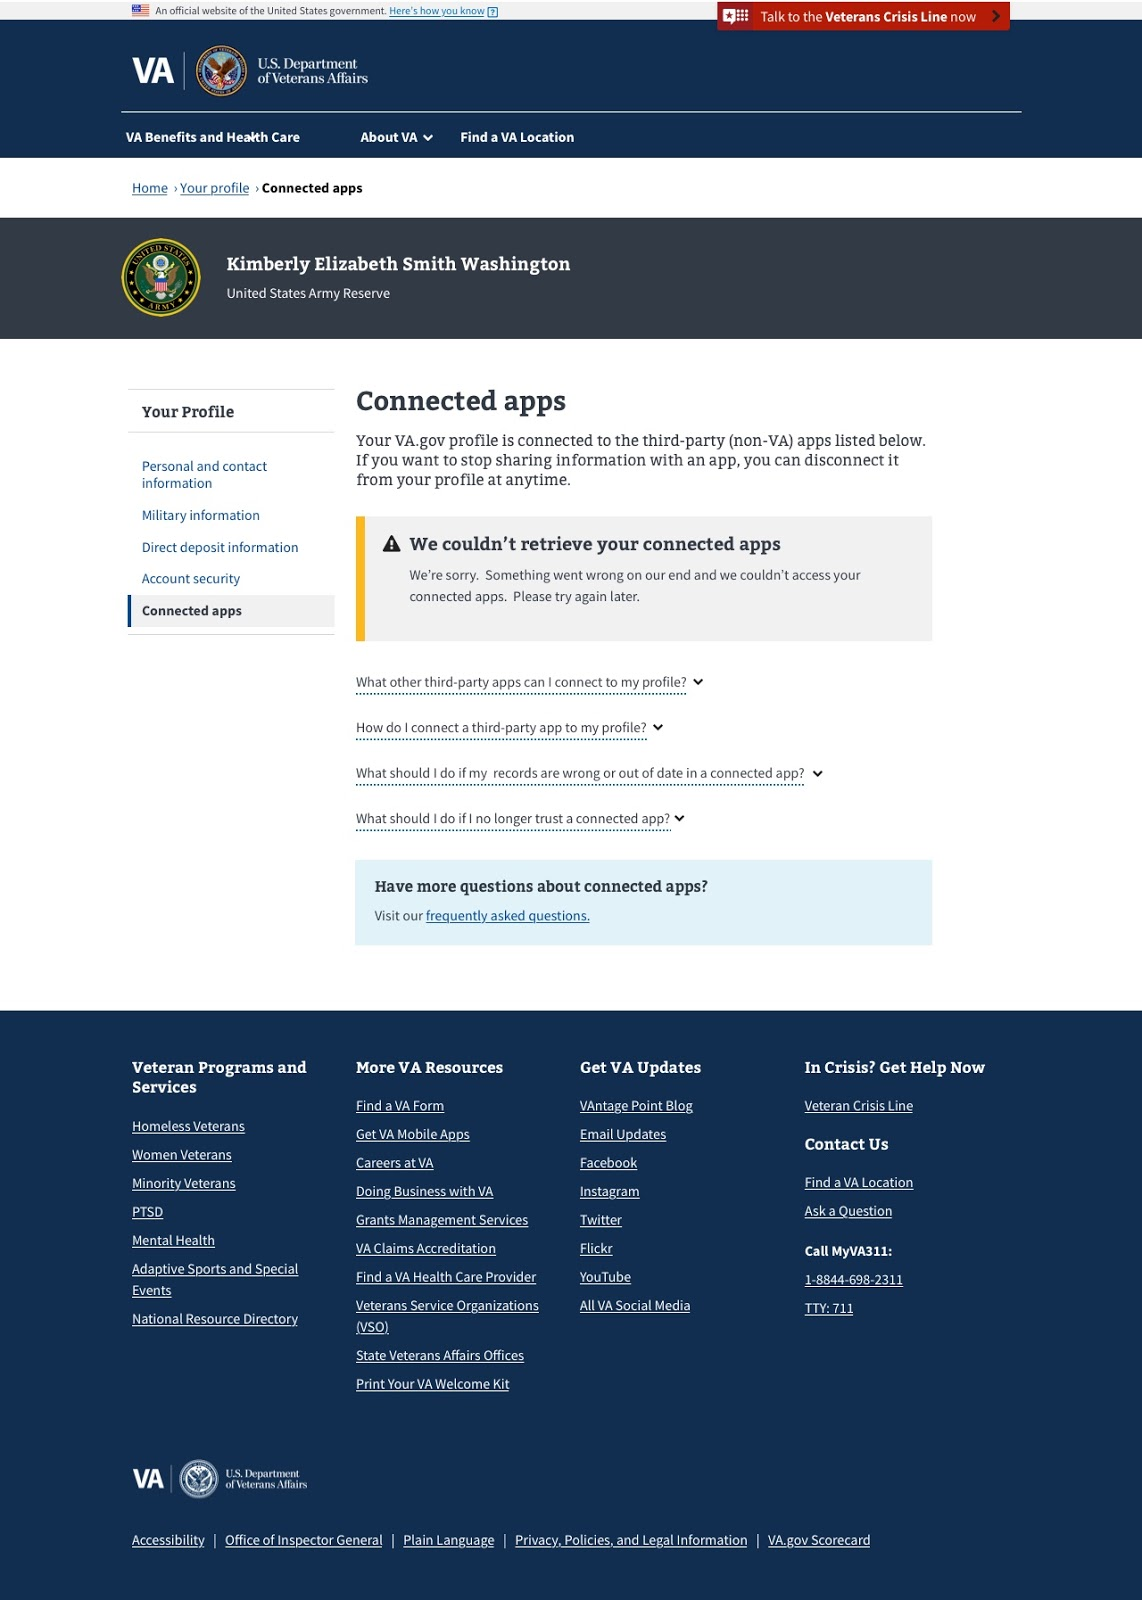 An official website of the United States government. Here's how you know
Talk to the Veterans Crisis Line now
VA
U.S. Department
of Veterans Affairs
VA Benefits and Health Care
About VA
Find a VA Location
Home › Your profile › Connected apps
UNITED STATES
ARMY
Kimberly Elizabeth Smith Washington
United States Army Reserve
Your Profile
Personal and contact
information
Military information
Direct deposit information
Account security
Connected apps
Connected apps
Your VA.gov profile is connected to the third-party (non-VA) apps listed below.
If you want to stop sharing information with an app, you can disconnect it
from your profile at anytime.
We couldn't retrieve your connected apps
We're sorry. Something went wrong on our end and we couldn't access your
connected apps. Please try again later.
What other third-party apps can I connect to my profile?
How do I connect a third-party app to my profile?
What should I do if my records are wrong or out of date in a connected app?
What should I do if I no longer trust a connected app?
Have more questions about connected apps?
Visit our frequently asked questions.
Veteran Programs and
Services
Homeless Veterans
Women Veterans
Minority Veterans
PTSD
Mental Health
Adaptive Sports and Special
Events
National Resource Directory
More VA Resources
Find a VA Form
Get VA Mobile Apps
Careers at VA
Doing Business with VA
Grants Management Services
VA Claims Accreditation
Find a VA Health Care Provider
Veterans Service Organizations
(VSO)
State Veterans Affairs Offices
Print Your VA Welcome Kit
Get VA Updates
VAntage Point Blog
Email Updates
Facebook
Instagram
Twitter
Flickr
YouTube
All VA Social Media
In Crisis? Get Help Now
Veteran Crisis Line
Contact Us
Find a VA Location
Ask a Question
Call MyVA311:
1-8844-698-2311
TTY: 711
VA
U.S. Department
of Veterans Affairs
Accessibility | Office of Inspector General | Plain Language | Privacy, Policies, and Legal Information | VA.gov Scorecard